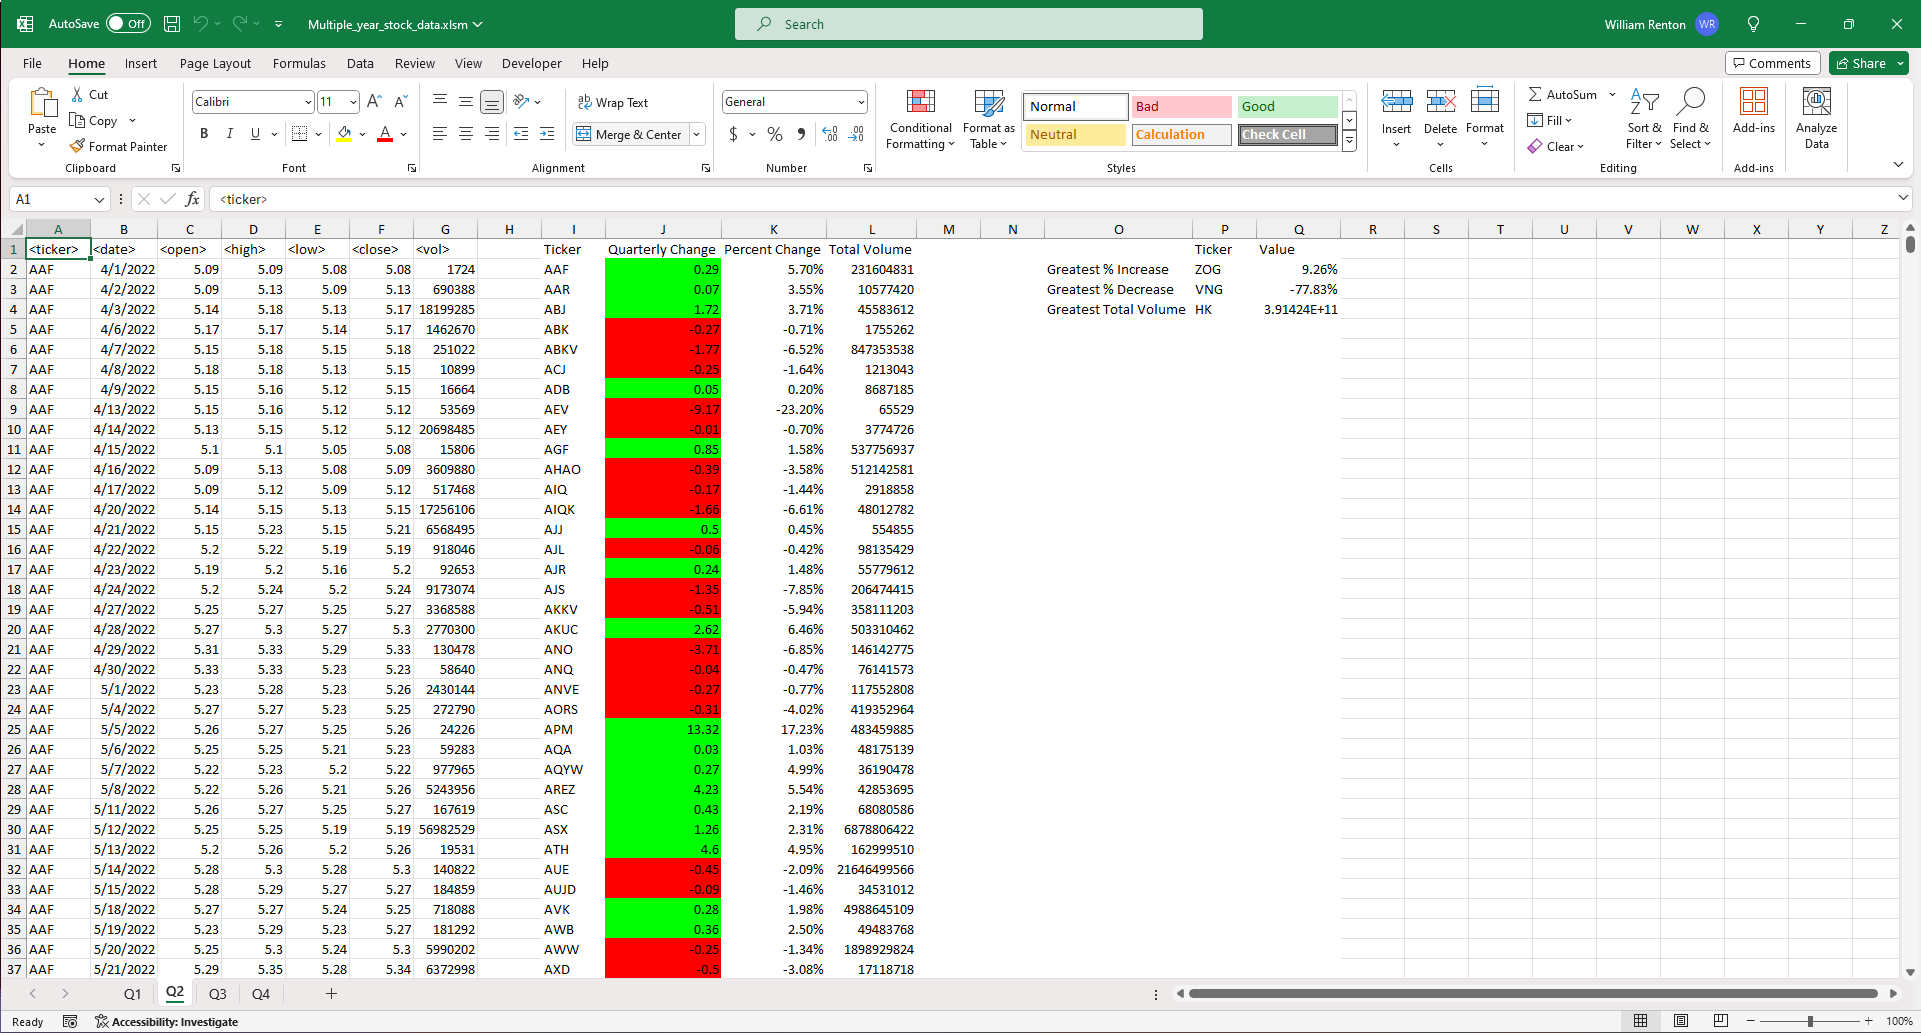 AutoSave Off Multiple_year_stock_data.xlsm Search William Renton WR
File Home Insert Page Layout Formulas Data Review View Developer Help Comments Share
Paste Cut Copy Format Painter Clipboard
Calibri 11 B I U Font
Wrap Text Merge & Center Alignment
General $ % Number
Conditional Formatting Format as Table Normal Bad Good Neutral Calculation Check Cell Styles
Insert Delete Format Cells
AutoSum Fill Clear Sort & Filter Find & Select Editing
Add-ins Add-ins
Analyze Data
A1 fx <ticker>
A B C D E F G H I J K L M N O P Q R S T U V W X Y Z
1 <ticker> <date> <open> <high> <low> <close> <vol> Ticker Quarterly Change Percent Change Total Volume Ticker Value
2 AAF 4/1/2022 5.09 5.09 5.08 5.08 1724 AAF 0.29 5.70% 231604831 Greatest % Increase ZOG 9.26%
3 AAF 4/2/2022 5.09 5.13 5.09 5.13 690388 AAR 0.07 3.55% 10577420 Greatest % Decrease VNG -77.83%
4 AAF 4/3/2022 5.14 5.18 5.13 5.17 18199285 ABJ 1.72 3.71% 45583612 Greatest Total Volume HK 3.91424E+11
5 AAF 4/6/2022 5.17 5.17 5.14 5.17 1462670 ABK -0.27 -0.71% 1755262
6 AAF 4/7/2022 5.15 5.18 5.15 5.18 251022 ABKV -1.77 -6.52% 847353538
7 AAF 4/8/2022 5.18 5.18 5.13 5.15 10899 ACJ -0.25 -1.64% 1213043
8 AAF 4/9/2022 5.15 5.16 5.12 5.15 16664 ADB 0.05 0.20% 8687185
9 AAF 4/13/2022 5.15 5.16 5.12 5.12 53569 AEV -9.17 -23.20% 65529
10 AAF 4/14/2022 5.13 5.15 5.12 5.12 20698485 AEY -0.01 -0.70% 3774726
11 AAF 4/15/2022 5.1 5.1 5.05 5.08 15806 AGF 0.85 1.58% 537756937
12 AAF 4/16/2022 5.09 5.13 5.08 5.09 3609880 AHAO -0.39 -3.58% 512142581
13 AAF 4/17/2022 5.09 5.12 5.09 5.12 517468 AIQ -0.17 -1.44% 2918858
14 AAF 4/20/2022 5.14 5.15 5.13 5.15 17256106 AIQK -1.66 -6.61% 48012782
15 AAF 4/21/2022 5.15 5.23 5.15 5.21 6568495 AJJ 0.5 0.45% 554855
16 AAF 4/22/2022 5.2 5.22 5.19 5.19 918046 AJL -0.06 -0.42% 98135429
17 AAF 4/23/2022 5.19 5.2 5.16 5.2 92653 AJR 0.24 1.48% 55779612
18 AAF 4/24/2022 5.2 5.24 5.2 5.24 9173074 AJS -1.35 -7.85% 206474415
19 AAF 4/27/2022 5.25 5.27 5.25 5.27 3368588 AKKV -0.51 -5.94% 358111203
20 AAF 4/28/2022 5.27 5.3 5.27 5.3 2770300 AKUC 2.62 6.46% 503310462
21 AAF 4/29/2022 5.31 5.33 5.29 5.33 130478 ANO -3.71 -6.85% 146142775
22 AAF 4/30/2022 5.33 5.33 5.23 5.23 58640 ANQ -0.04 -0.47% 76141573
23 AAF 5/1/2022 5.23 5.28 5.23 5.26 2430144 ANVE -0.27 -0.77% 117552808
24 AAF 5/4/2022 5.27 5.27 5.23 5.25 272790 AORS -0.31 -4.02% 419352964
25 AAF 5/5/2022 5.26 5.27 5.25 5.26 24226 APM 13.32 17.23% 483459885
26 AAF 5/6/2022 5.25 5.25 5.21 5.23 59283 AQA 0.03 1.03% 48175139
27 AAF 5/7/2022 5.22 5.23 5.2 5.22 977965 AQYW 0.27 4.99% 36190478
28 AAF 5/8/2022 5.22 5.26 5.21 5.26 5243956 AREZ 4.23 5.54% 42853695
29 AAF 5/11/2022 5.26 5.27 5.25 5.27 167619 ASC 0.43 2.19% 68080586
30 AAF 5/12/2022 5.25 5.25 5.19 5.19 56982529 ASX 1.26 2.31% 6878806422
31 AAF 5/13/2022 5.2 5.26 5.2 5.26 19531 ATH 4.6 4.95% 162999510
32 AAF 5/14/2022 5.28 5.3 5.28 5.3 140822 AUE -0.45 -2.09% 21646499566
33 AAF 5/15/2022 5.28 5.29 5.27 5.27 184859 AUJD -0.09 -1.46% 34531012
34 AAF 5/18/2022 5.27 5.27 5.24 5.25 718088 AVK 0.28 1.98% 4988645109
35 AAF 5/19/2022 5.23 5.29 5.23 5.27 181292 AWB 0.36 2.50% 49483768
36 AAF 5/20/2022 5.25 5.3 5.24 5.3 5990202 AWW -0.25 -1.34% 1898929824
37 AAF 5/21/2022 5.29 5.35 5.28 5.34 6372998 AXD -0.5 -3.08% 17118718
Q1 Q2 Q3 Q4
Ready Accessibility: Investigate 100%